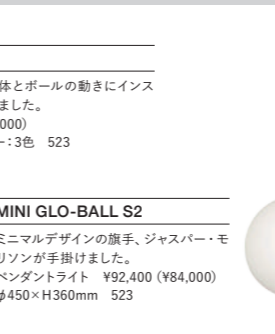 体とボールの動きにインス
ました。
000)
ー：3色 523
MINI GLO-BALL S2
ミニマルデザインの旗手、ジャスパー・モ
リソンが手掛けました。
ペンダントライト ¥92,400 (¥84,000)
φ450×H360mm 523